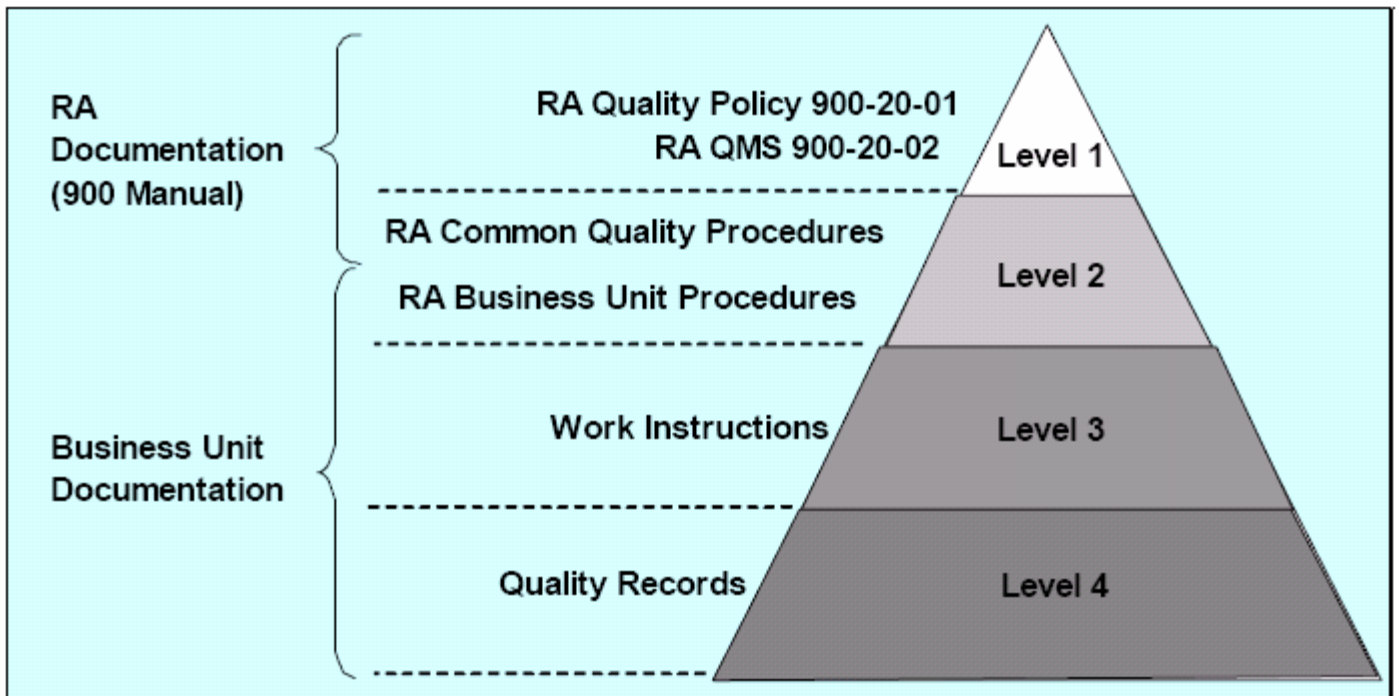 RA
Documentation
(900 Manual)
RA Quality Policy 900-20-01
RA QMS 900-20-02
Level 1
RA Common Quality Procedures
RA Business Unit Procedures
Level 2
Business Unit
Documentation
Work Instructions
Level 3
Quality Records
Level 4